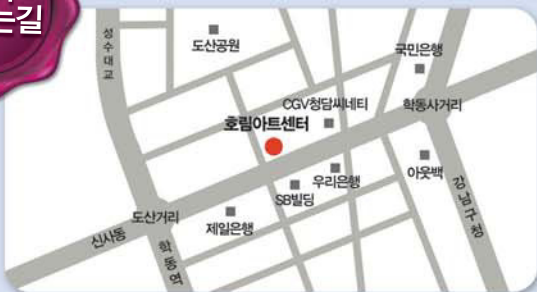 는길
성수대교
도산공원
국민은행
CGV청담씨네티
학동사거리
호림아트센터
아웃백
우리은행
SB빌딩
강남구청
도산거리
제일은행
신사동
학동역